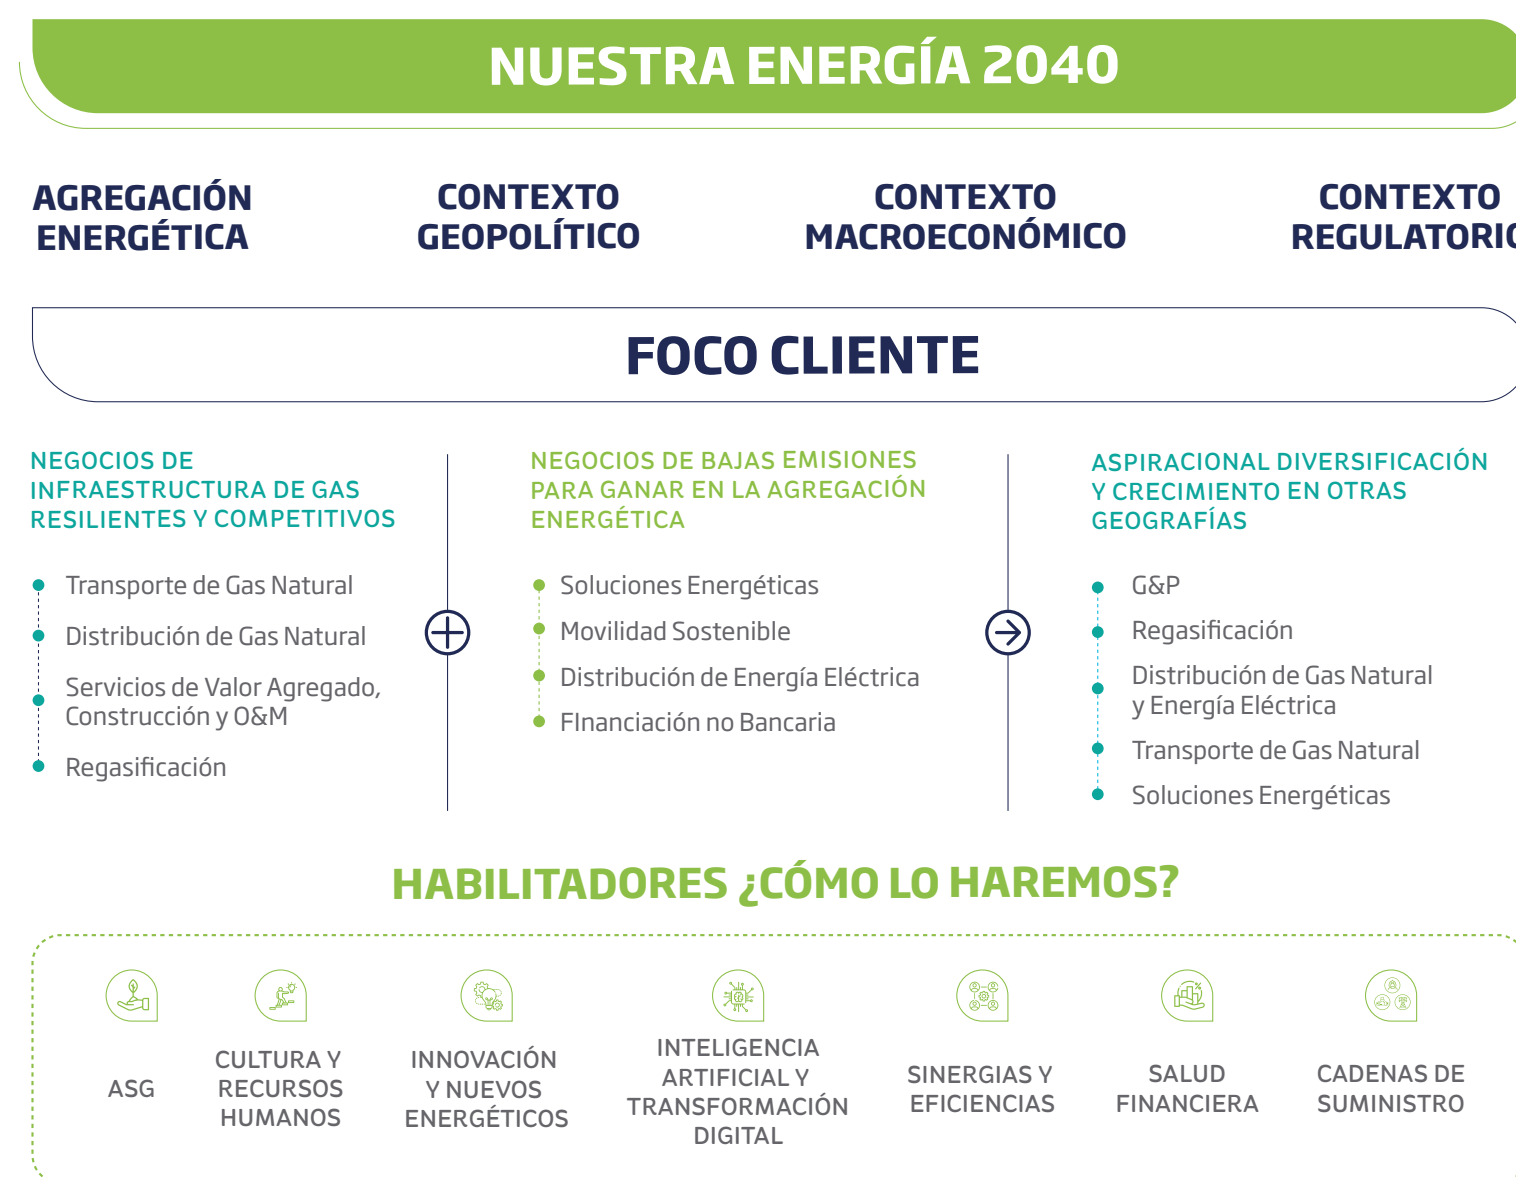 NUESTRA ENERGÍA 2040
AGREGACIÓN
ENERGÉTICA
CONTEXTO
GEOPOLÍTICO
CONTEXTO
MACROECONÓMICO
CONTEXTO
REGULATORIO
FOCO CLIENTE
NEGOCIOS DE
INFRAESTRUCTURA DE GAS
RESILIENTES Y COMPETITIVOS
Transporte de Gas Natural
Distribución de Gas Natural
Servicios de Valor Agregado,
Construcción y O&M
Regasificación
NEGOCIOS DE BAJAS EMISIONES
PARA GANAR EN LA AGREGACIÓN
ENERGÉTICA
Soluciones Energéticas
Movilidad Sostenible
Distribución de Energía Eléctrica
FInanciación no Bancaria
ASPIRACIONAL DIVERSIFICACIÓN
Y CRECIMIENTO EN OTRAS
GEOGRAFÍAS
G&P
Regasificación
Distribución de Gas Natural
y Energía Eléctrica
Transporte de Gas Natural
Soluciones Energéticas
HABILITADORES ¿CÓMO LO HAREMOS?
ASG
CULTURA Y
RECURSOS
HUMANOS
INNOVACIÓN
Y NUEVOS
ENERGÉTICOS
INTELIGENCIA
ARTIFICIAL Y
TRANSFORMACIÓN
DIGITAL
SINERGIAS Y
EFICIENCIAS
SALUD
FINANCIERA
CADENAS DE
SUMINISTRO